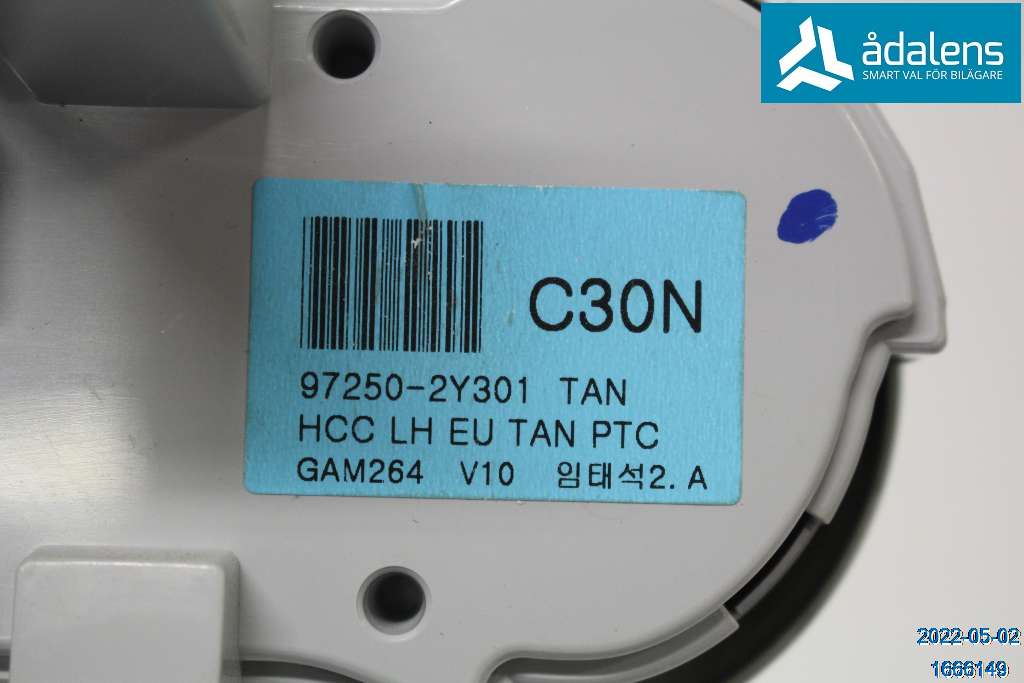 ådalens
SMART VAL FÖR BILÄGARE
C30N
97250-2Y301 TAN
HCC LH EU TAN PTC
GAM264 V10 임태석2. A
2022-05-02
1666149